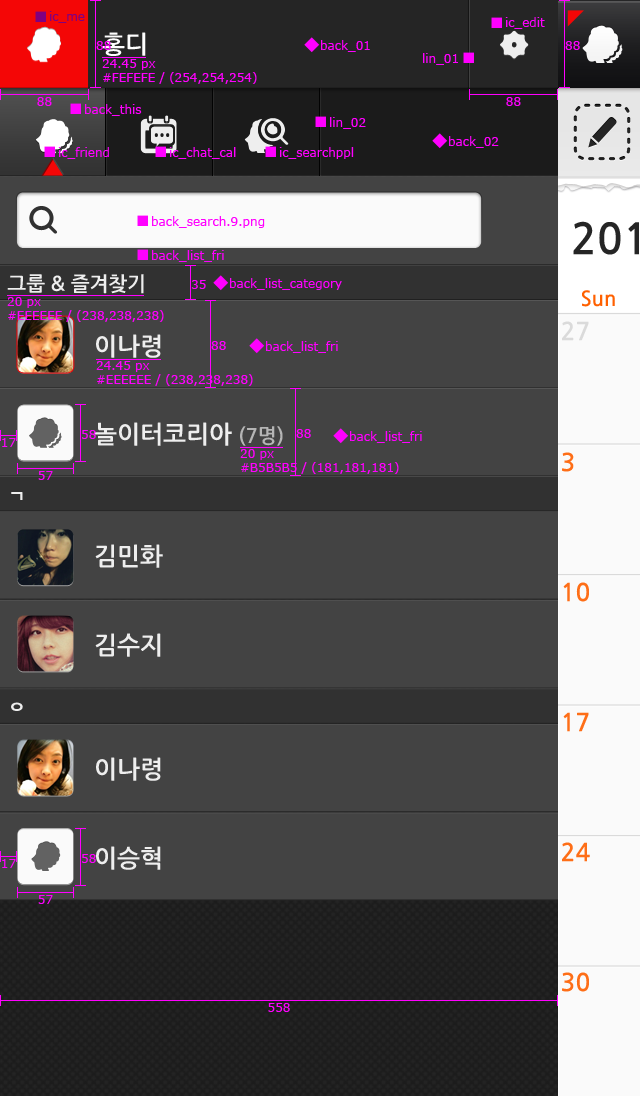 ic_me
ic_edit
홍디
88
back_01
lin_01
88
24.45 px
#FEFEFE / (254,254,254)
88
88
back_this
lin_02
back_02
ic_friend
ic_chat_cal
ic_searchppl
back_search.9.png
201
back_list_fri
그룹 & 즐겨찾기
35
back_list_category
20 px
#EEEEEE / (238,238,238)
Sun
27
이나령
88
back_list_fri
24.45 px
#EEEEEE / (238,238,238)
17
58
놀이터코리아 (7명)
88
back_list_fri
20 px
#B5B5B5 / (181,181,181)
57
3
ㄱ
김민화
10
김수지
ㅇ
17
이나령
17
58
이승혁
24
57
30
558